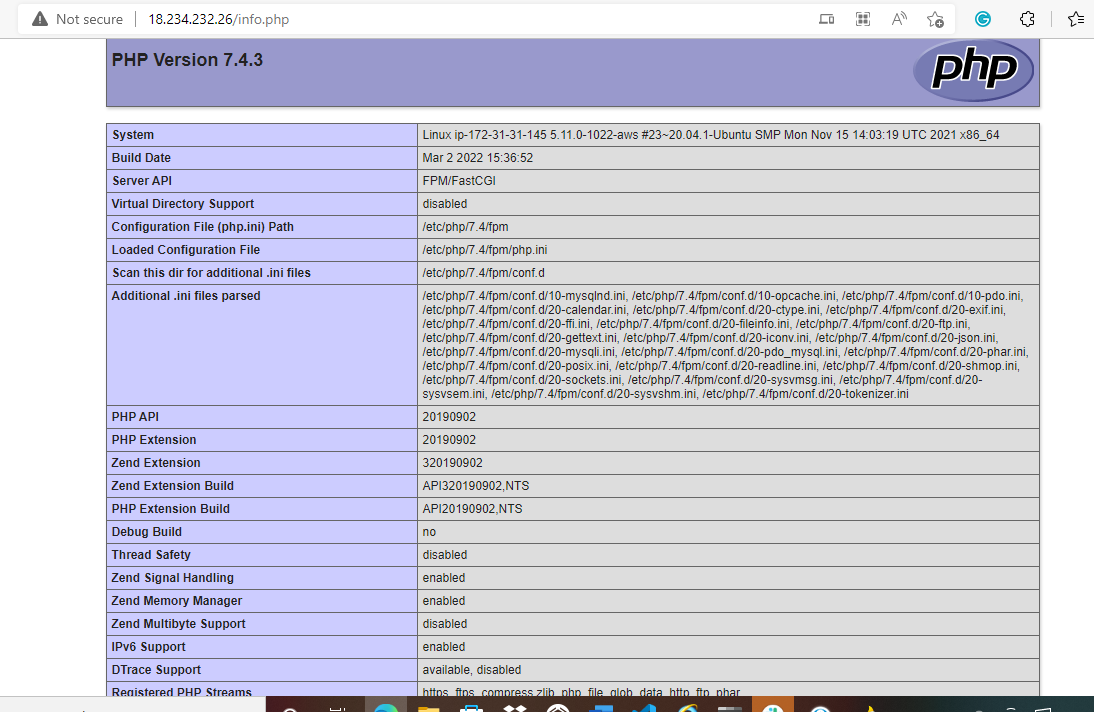 Not secure 18.234.232.26/info.php
PHP Version 7.4.3
php
System Linux ip-172-31-31-145 5.11.0-1022-aws #23~20.04.1-Ubuntu SMP Mon Nov 15 14:03:19 UTC 2021 x86_64
Build Date Mar 2 2022 15:36:52
Server API FPM/FastCGI
Virtual Directory Support disabled
Configuration File (php.ini) Path /etc/php/7.4/fpm
Loaded Configuration File /etc/php/7.4/fpm/php.ini
Scan this dir for additional .ini files /etc/php/7.4/fpm/conf.d
Additional .ini files parsed /etc/php/7.4/fpm/conf.d/10-mysqlnd.ini, /etc/php/7.4/fpm/conf.d/10-opcache.ini, /etc/php/7.4/fpm/conf.d/10-pdo.ini,
/etc/php/7.4/fpm/conf.d/20-calendar.ini, /etc/php/7.4/fpm/conf.d/20-ctype.ini, /etc/php/7.4/fpm/conf.d/20-exif.ini,
/etc/php/7.4/fpm/conf.d/20-ffi.ini, /etc/php/7.4/fpm/conf.d/20-fileinfo.ini, /etc/php/7.4/fpm/conf.d/20-ftp.ini,
/etc/php/7.4/fpm/conf.d/20-gettext.ini, /etc/php/7.4/fpm/conf.d/20-iconv.ini, /etc/php/7.4/fpm/conf.d/20-json.ini,
/etc/php/7.4/fpm/conf.d/20-mysqli.ini, /etc/php/7.4/fpm/conf.d/20-pdo_mysql.ini, /etc/php/7.4/fpm/conf.d/20-phar.ini,
/etc/php/7.4/fpm/conf.d/20-posix.ini, /etc/php/7.4/fpm/conf.d/20-readline.ini, /etc/php/7.4/fpm/conf.d/20-shmop.ini,
/etc/php/7.4/fpm/conf.d/20-sockets.ini, /etc/php/7.4/fpm/conf.d/20-sysvmsg.ini, /etc/php/7.4/fpm/conf.d/20-
sysvsem.ini, /etc/php/7.4/fpm/conf.d/20-sysvshm.ini, /etc/php/7.4/fpm/conf.d/20-tokenizer.ini
PHP API 20190902
PHP Extension 20190902
Zend Extension 320190902
Zend Extension Build API320190902,NTS
PHP Extension Build API20190902,NTS
Debug Build no
Thread Safety disabled
Zend Signal Handling enabled
Zend Memory Manager enabled
Zend Multibyte Support disabled
IPv6 Support enabled
DTrace Support available, disabled
Registered PHP Streams https, ftps, compress.zlib, php, file, glob, data, http, ftp, phar